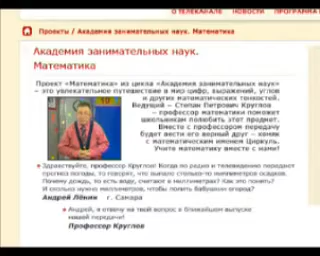 О ТЕЛЕКАНАЛЕ НОВОСТИ ПРОГРАММА
Проекты / Академия занимательных наук. Математика
Академия занимательных наук.
Математика
Проект «Математика» из цикла «Академия занимательных наук»
– это увлекательное путешествие в мир цифр, выражений, углов
и других математических тонкостей.
Ведущий – Степан Петрович Круглов
– профессор математики поможет
школьникам полюбить этот предмет.
Вместе с профессором передачу
будет вести его верный друг – хомяк
с математическим именем Циркуль.
Учите математику вместе с нами!
Здравствуйте, профессор Круглов! Когда по радио и телевидению передают
прогноз погоды, то говорят, что выпало столько-то миллиметров осадков.
Почему дождь, то есть воду, считают в миллиметрах? Как это понять?
И сколько нужно миллиметров, чтобы полить бабушкин огород?
Андрей Лёнин г. Самара
Андрей, я отвечу на твой вопрос в ближайшем выпуске
нашей передачи!
Профессор Круглов